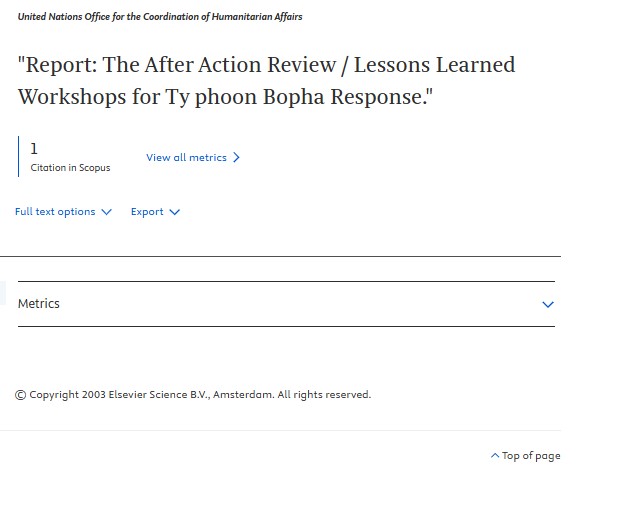 United Nations Office for the Coordination of Humanitarian Affairs
"Report: The After Action Review / Lessons Learned
Workshops for Ty phoon Bopha Response."
1
Citation in Scopus
View all metrics
Full text options
Export
Metrics
© Copyright 2003 Elsevier Science B.V., Amsterdam. All rights reserved.
Top of page